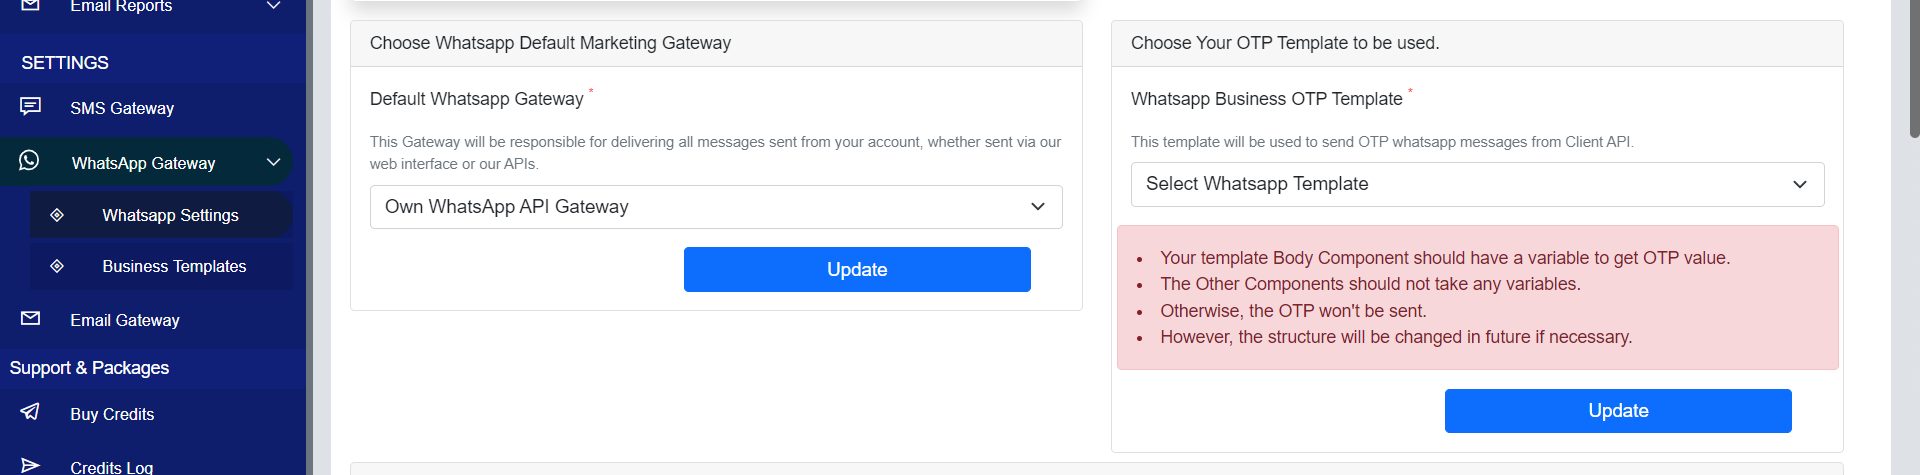 Email Reports
SETTINGS
SMS Gateway
WhatsApp Gateway
Whatsapp Settings
Business Templates
Email Gateway
Support & Packages
Buy Credits
Credits Log
Choose Whatsapp Default Marketing Gateway
Default Whatsapp Gateway *
This Gateway will be responsible for delivering all messages sent from your account, whether sent via our
web interface or our APIs.
Own WhatsApp API Gateway
Update
Choose Your OTP Template to be used.
Whatsapp Business OTP Template *
This template will be used to send OTP whatsapp messages from Client API.
Select Whatsapp Template
• Your template Body Component should have a variable to get OTP value.
• The Other Components should not take any variables.
• Otherwise, the OTP won't be sent.
• However, the structure will be changed in future if necessary.
Update